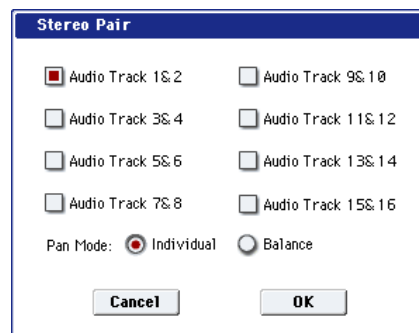 Stereo Pair
Audio Track 1&2
Audio Track 9&10
Audio Track 3&4
Audio Track 11&12
Audio Track 5&6
Audio Track 13&14
Audio Track 7&8
Audio Track 15&16
Pan Mode: Individual Balance
Cancel OK